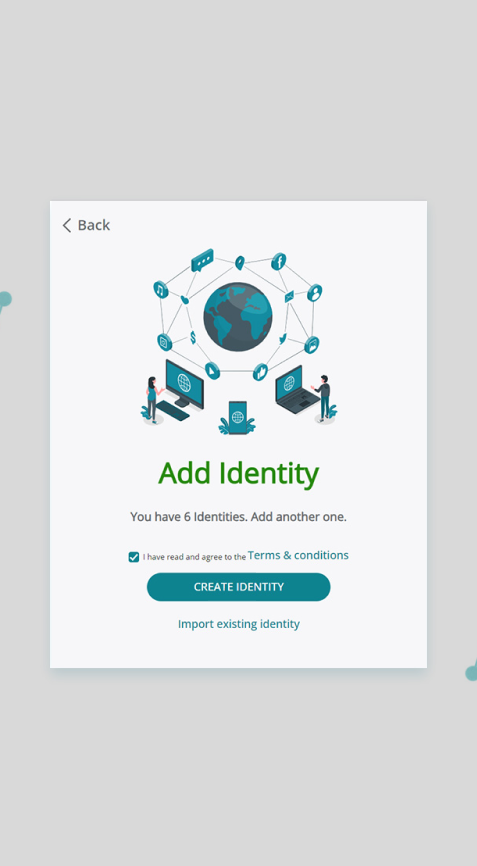 Back
Add Identity
You have 6 Identities. Add another one.
I have read and agree to the Terms & conditions
CREATE IDENTITY
Import existing identity